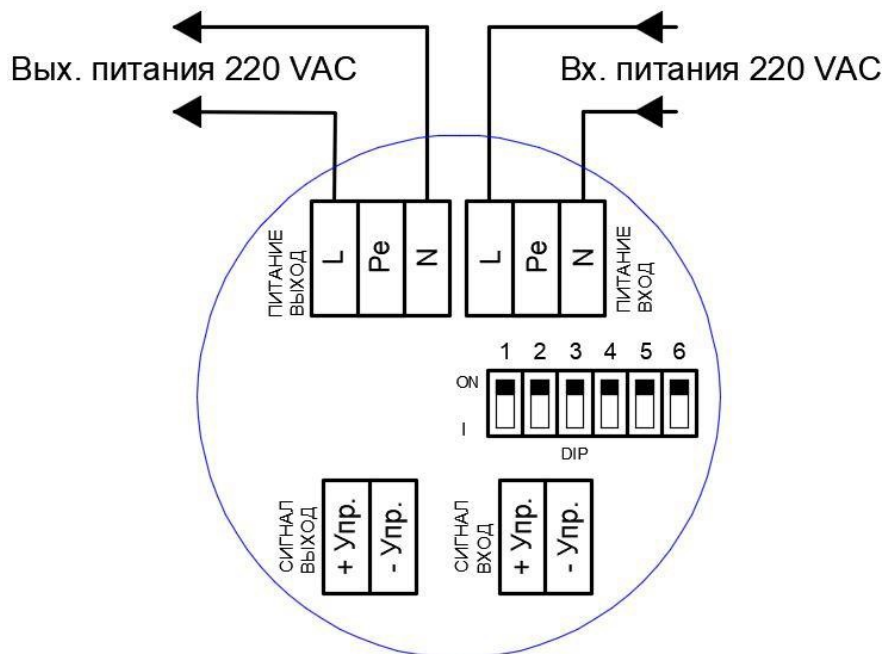 Вых. питания 220 VAC
Вх. питания 220 VAC
ПИТАНИЕ
ВЫХОД
L
Pe
N
L
Pe
N
ПИТАНИЕ
ВХОД
1 2 3 4 5 6
ON
I
DIP
СИГНАЛ
ВЫХОД
+ Упр.
- Упр.
СИГНАЛ
ВХОД
+ Упр.
- Упр.